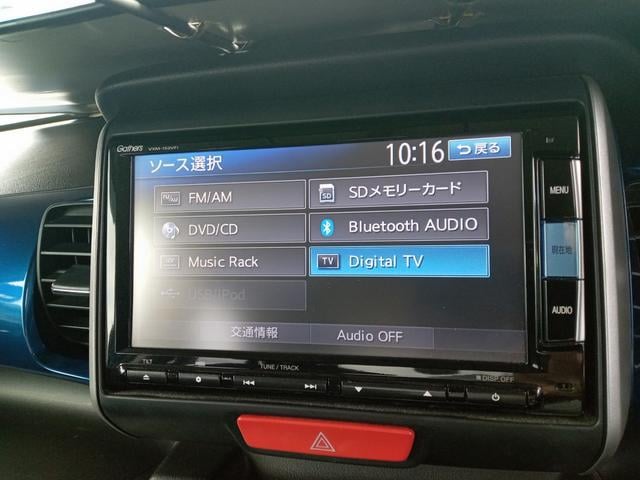 Gathers VXM-152VFi
ソース選択
10:16
戻る
FM/AM
SDメモリーカード
DVD/CD
Bluetooth AUDIO
Music Rack
TV Digital TV
USB/iPod
交通情報
Audio OFF
MENU
現在地
AUDIO
TILT
TUNE / TRACK
DISP OFF